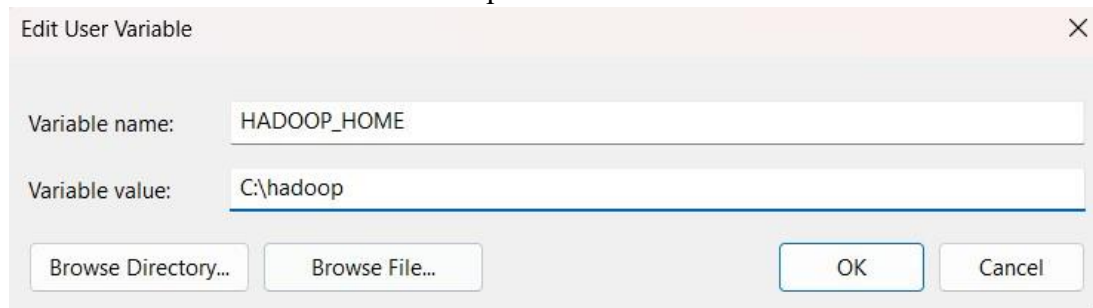 Edit User Variable
Variable name: HADOOP_HOME
Variable value: C:\hadoop
Browse Directory... Browse File... OK Cancel